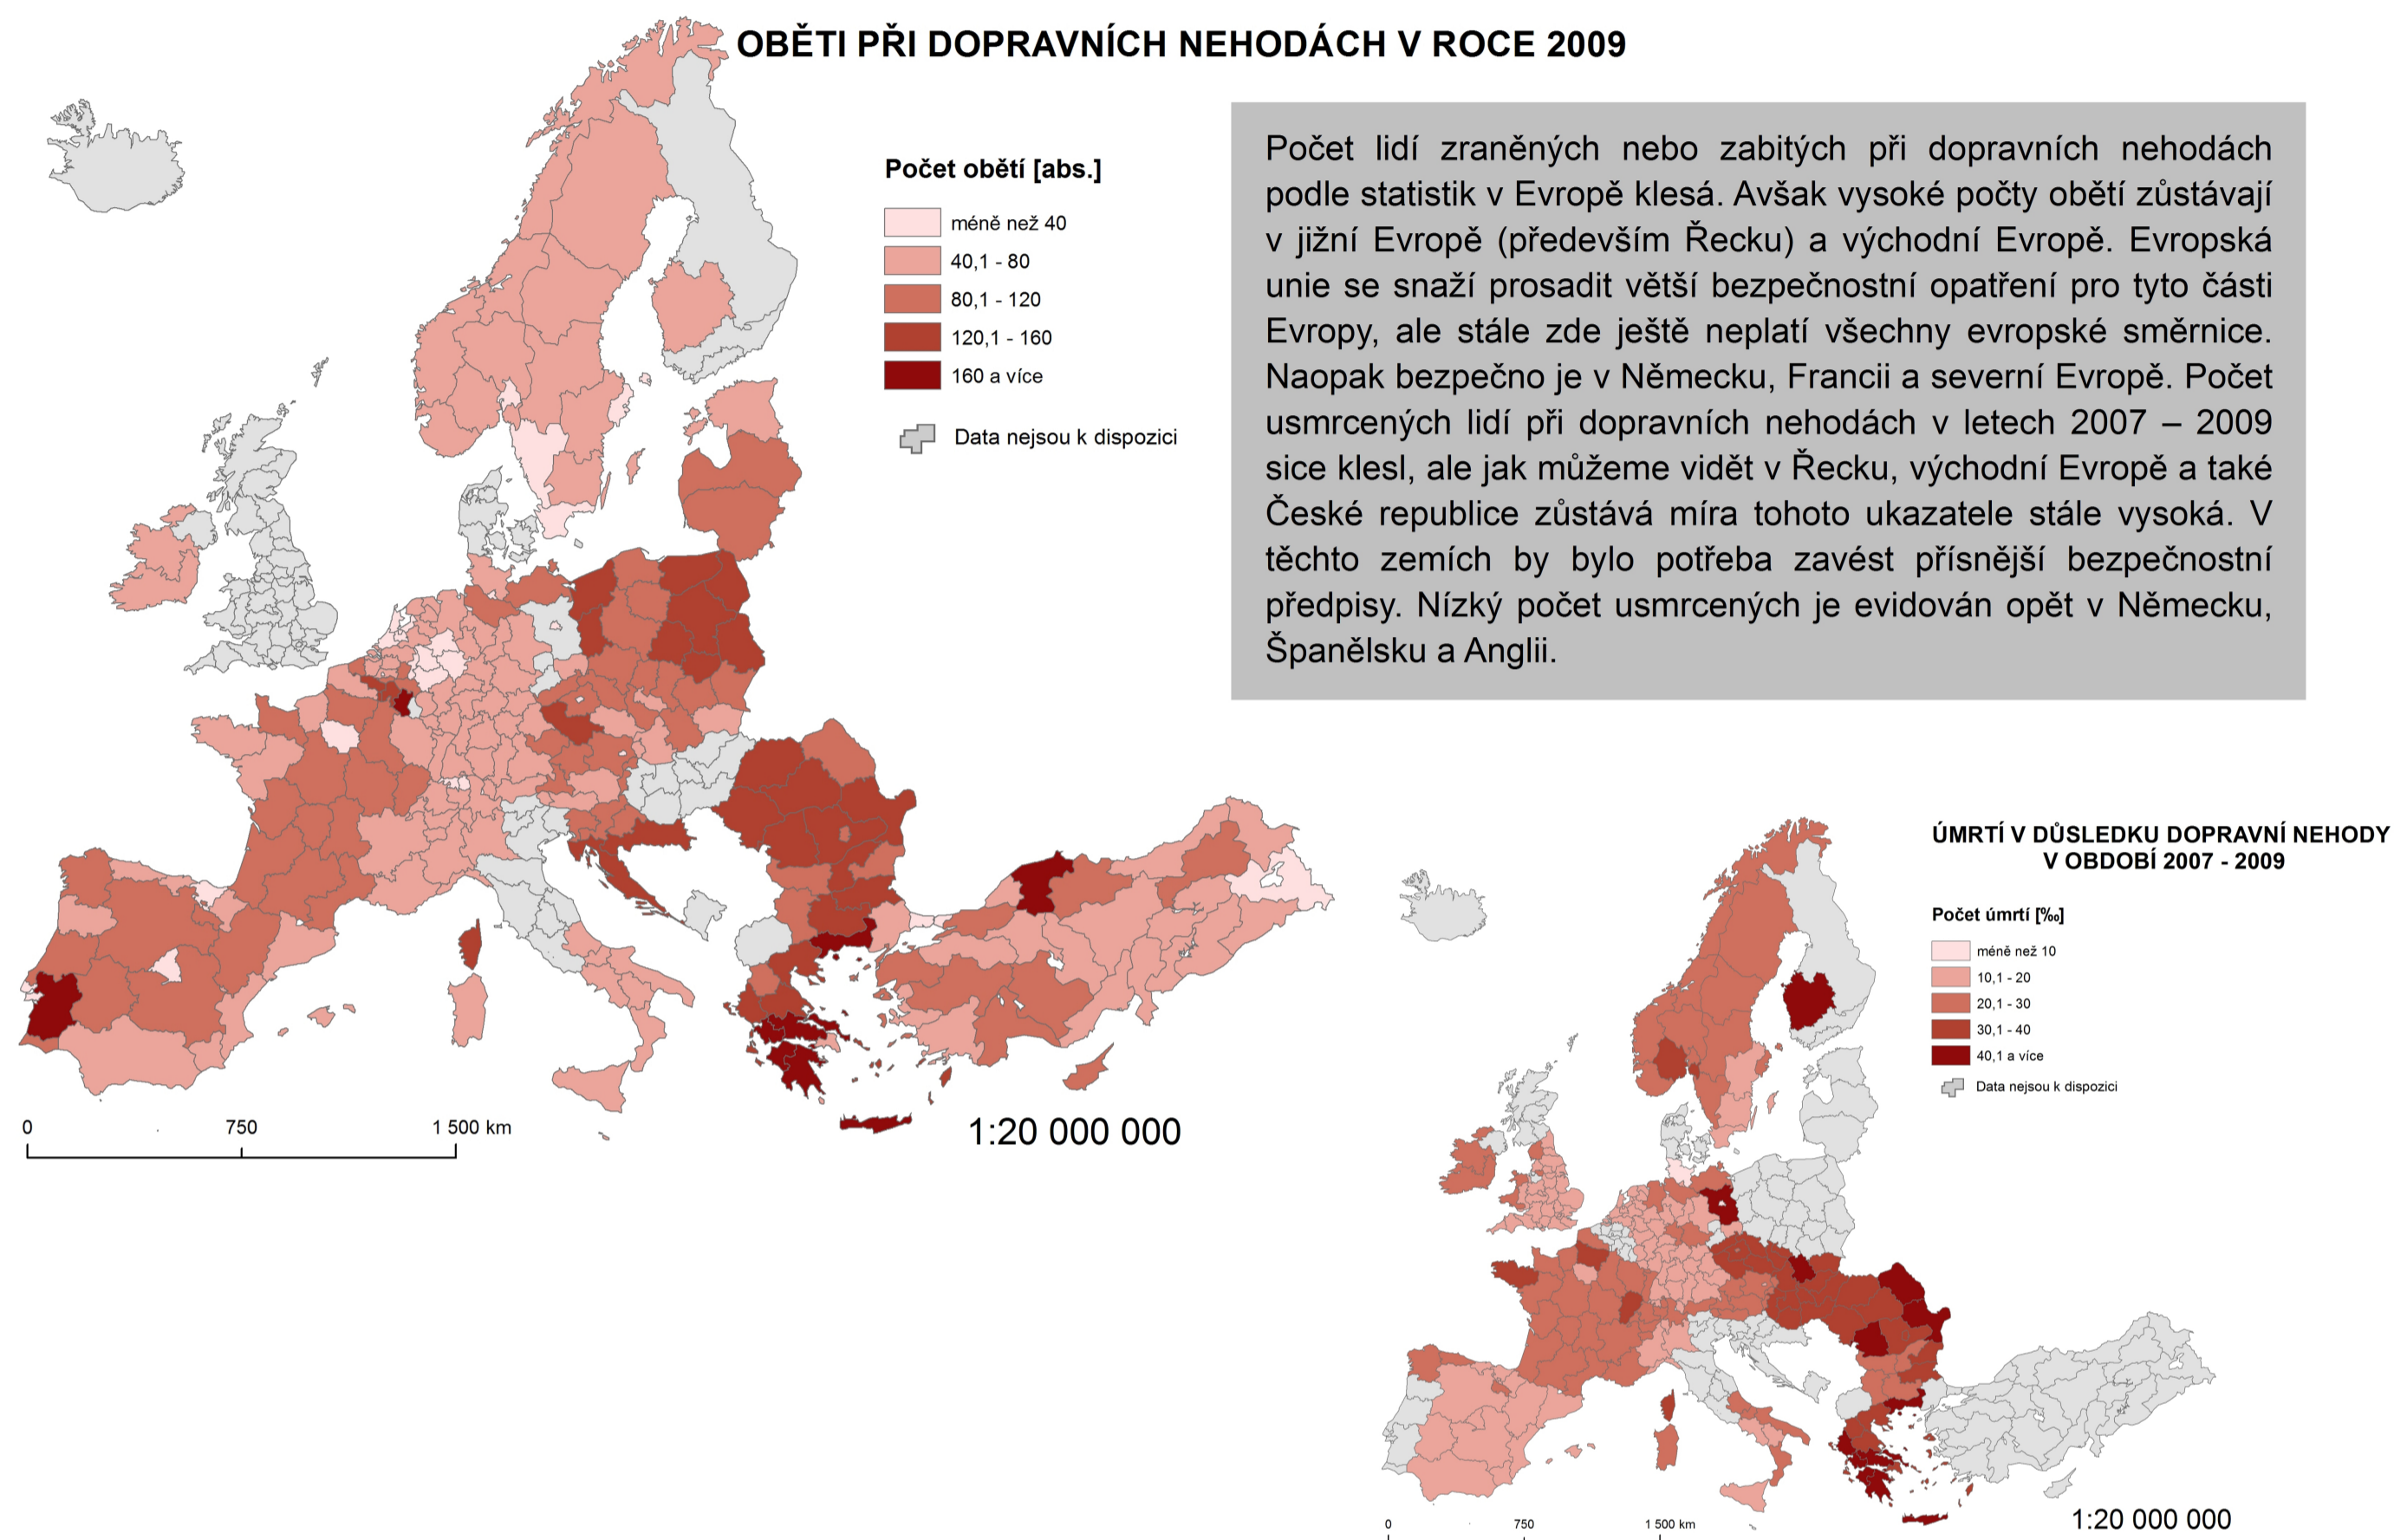 OBĚTI PŘI DOPRAVNÍCH NEHODÁCH V ROCE 2009
Počet obětí [abs.]
méně než 40
40,1 - 80
80,1 - 120
120,1 - 160
160 a více
Data nejsou k dispozici
Počet lidí zraněných nebo zabitých při dopravních nehodách
podle statistik v Evropě klesá. Avšak vysoké počty obětí zůstávají
v jižní Evropě (především Řecku) a východní Evropě. Evropská
unie se snaží prosadit větší bezpečnostní opatření pro tyto části
Evropy, ale stále zde ještě neplatí všechny evropské směrnice.
Naopak bezpečno je v Německu, Francii a severní Evropě. Počet
usmrcených lidí při dopravních nehodách v letech 2007 – 2009
sice klesl, ale jak můžeme vidět v Řecku, východní Evropě a také
České republice zůstává míra tohoto ukazatele stále vysoká. V
těchto zemích by bylo potřeba zavést přísnější bezpečnostní
předpisy. Nízký počet usmrcených je evidován opět v Německu,
Španělsku a Anglii.
0 750 1 500 km
1:20 000 000
ÚMRTÍ V DŮSLEDKU DOPRAVNÍ NEHODY
V OBDOBÍ 2007 - 2009
Počet úmrtí [‰]
méně než 10
10,1 - 20
20,1 - 30
30,1 - 40
40,1 a více
Data nejsou k dispozici
0 750 1 500 km
1:20 000 000